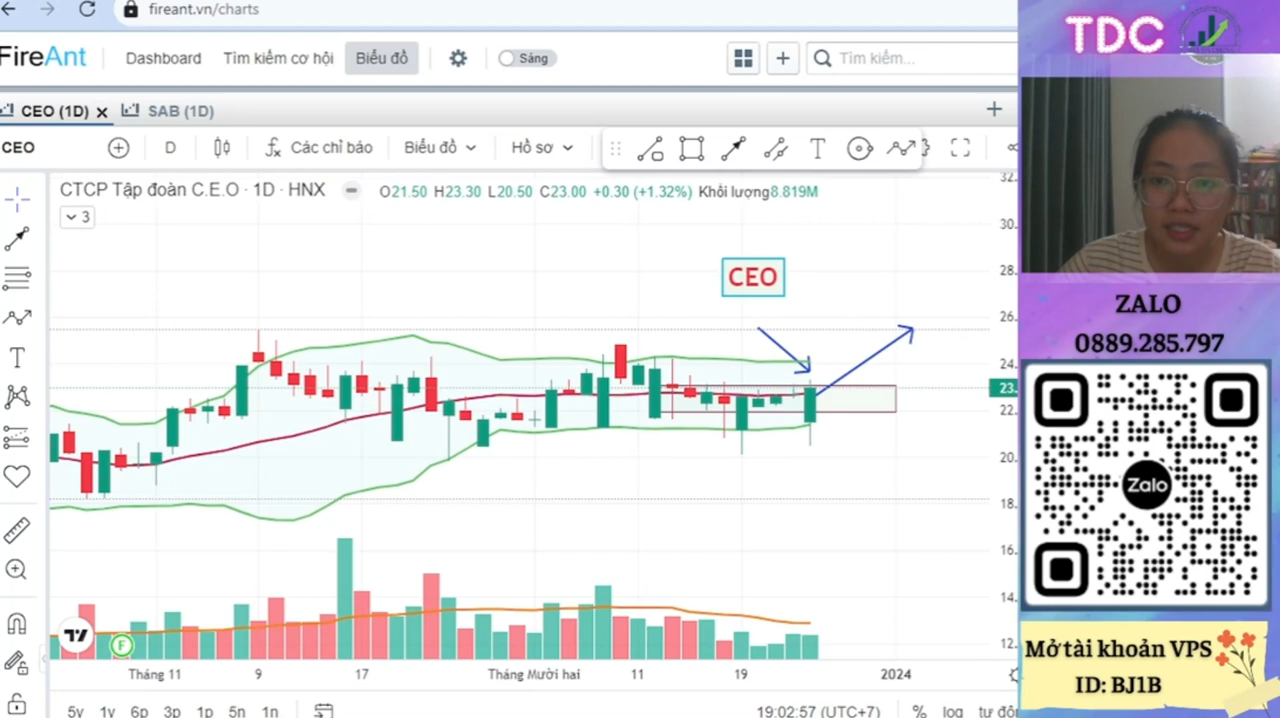 fireant.vn/charts
FireAnt
Dashboard
Tìm kiếm cơ hội
Biểu đồ
Sáng
Tìm kiếm...
CEO (1D)
SAB (1D)
CEO
D
Các chỉ báo
Biểu đồ
Hồ sơ
T
CTCP Tập đoàn C.E.O · 1D · HNX
O21.50 H23.30 L20.50 C23.00 +0.30 (+1.32%) Khối lượng8.819M
3
CEO
32.
30.
28.
26.
24.
23.
22.
20.
18.
16.
14.
12.
F
Tháng 11
9
17
Tháng Mười hai
11
19
2024
5y
1y
6p
3p
1p
5n
1n
19:02:57 (UTC+7)
%
log
tự độ
TDC
ZALO
0889.285.797
Zalo
Mở tài khoản VPS
ID: BJ1B